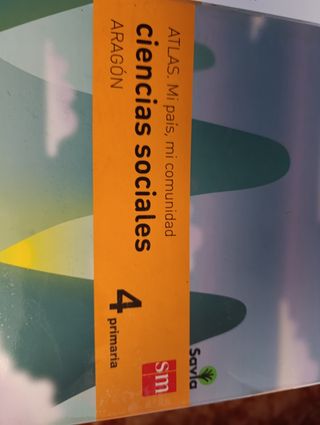 ATLAS. Mi país, mi comunidad
ciencias sociales
ARAGÓN
4 primaria
sm
Savia